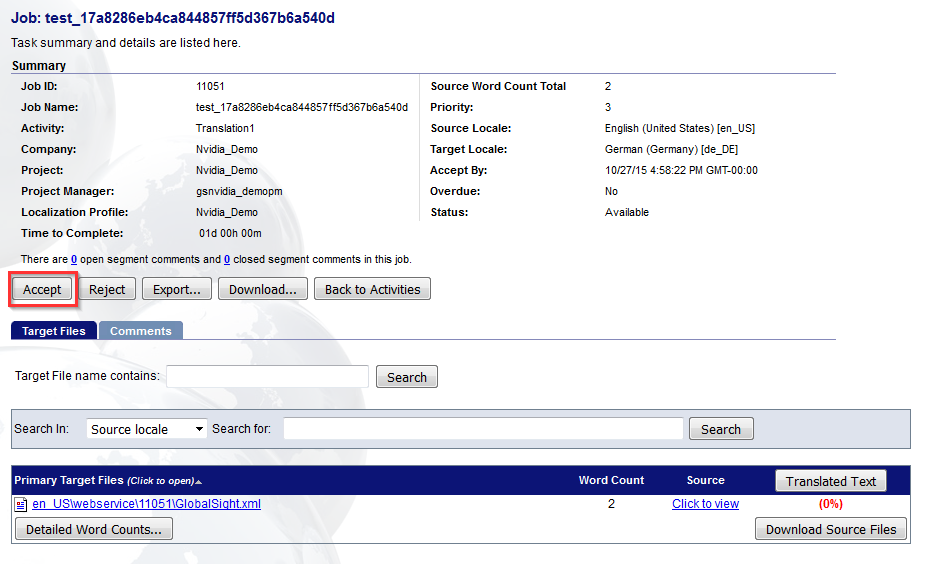 Job: test_17a8286eb4ca844857ff5d367b6a540d
Task summary and details are listed here.
Summary
Job ID: 11051 Source Word Count Total 2
Job Name: test_17a8286eb4ca844857ff5d367b6a540d Priority: 3
Activity: Translation1 Source Locale: English (United States) [en_US]
Company: Nvidia_Demo Target Locale: German (Germany) [de_DE]
Project: Nvidia_Demo Accept By: 10/27/15 4:58:22 PM GMT-00:00
Project Manager: gsnvidia_demopm Overdue: No
Localization Profile: Nvidia_Demo Status: Available
Time to Complete: 01d 00h 00m
There are 0 open segment comments and 0 closed segment comments in this job.
Accept Reject Export... Download... Back to Activities
Target Files Comments
Target File name contains: Search
Search In: Source locale Search for: Search
Primary Target Files (Click to open) Word Count Source Translated Text
en_US\webservice\11051\GlobalSight.xml 2 Click to view (0%)
Detailed Word Counts... Download Source Files